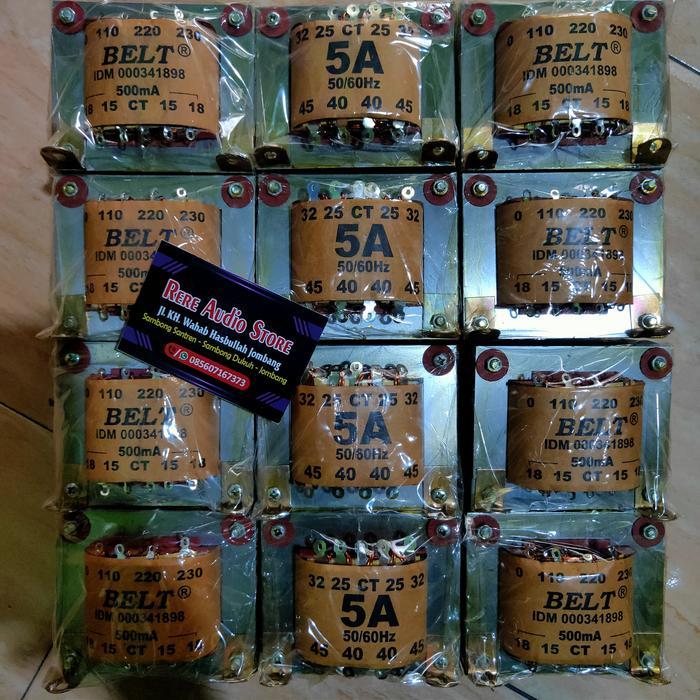 110 220 230
BELT®
IDM 000341898
500mA
18 15 CT 15 18
32 25 CT 25 32
5A
50/60Hz
45 40 40 45
0 110 220 230
BELT®
IDM 000341898
500mA
18 15 CT 15 18
110 220 230
BELT®
IDM 000341898
500mA
18 15 CT
32 25 CT 25 32
5A
50/60Hz
45 40 40 45
0 110 220 230
BELT®
IDM 000341898
500mA
RERE AUDIO STORE
Jl. KH. Wahab Hasbullah Jombang
Sambong Santren - Sambong Dukuh - Jombang
085607167373
110 220 230
BELT®
IDM 000341898
500mA
18 15 CT 15 18
32 25 CT 25 32
5A
50/60Hz
45 40 40 45
0 110 220 230
BELT®
IDM 000341898
500mA
18 15 CT 15 18
0 110 220 230
BELT®
IDM 000341898
500mA
18 15 CT 15 18
32 25 CT 25 32
5A
50/60Hz
45 40 40 45
0 110 220 230
BELT®
IDM 000341898
500mA
18 15 CT 15 18